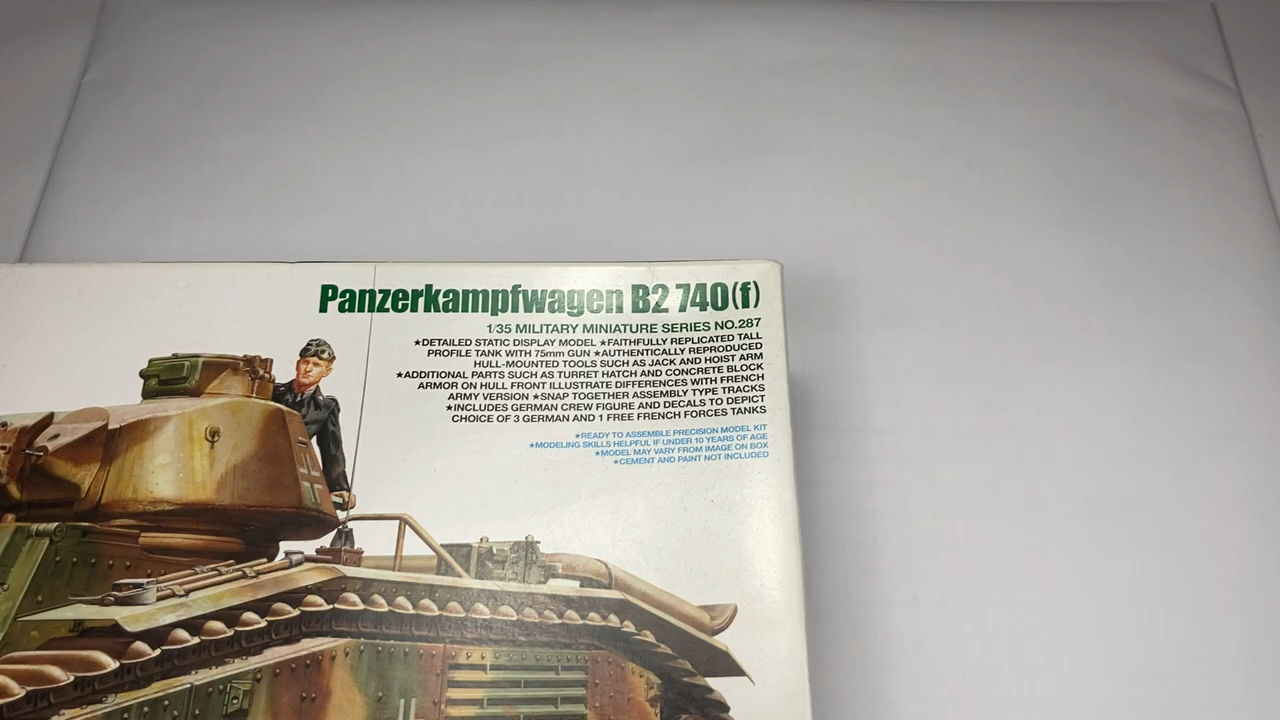 Panzerkampfwagen B2 740(f)
1/35 MILITARY MINIATURE SERIES NO.287
★DETAILED STATIC DISPLAY MODEL ★FAITHFULLY REPLICATED TALL
PROFILE TANK WITH 75mm GUN ★AUTHENTICALLY REPRODUCED
HULL-MOUNTED TOOLS SUCH AS JACK AND HOIST ARM
★ADDITIONAL PARTS SUCH AS TURRET HATCH AND CONCRETE BLOCK
ARMOR ON HULL FRONT ILLUSTRATE DIFFERENCES WITH FRENCH
ARMY VERSION ★SNAP TOGETHER ASSEMBLY TYPE TRACKS
★INCLUDES GERMAN CREW FIGURE AND DECALS TO DEPICT
CHOICE OF 3 GERMAN AND 1 FREE FRENCH FORCES TANKS
★READY TO ASSEMBLE PRECISION MODEL KIT
★MODELING SKILLS HELPFUL IF UNDER 10 YEARS OF AGE
★MODEL MAY VARY FROM IMAGE ON BOX
★CEMENT AND PAINT NOT INCLUDED